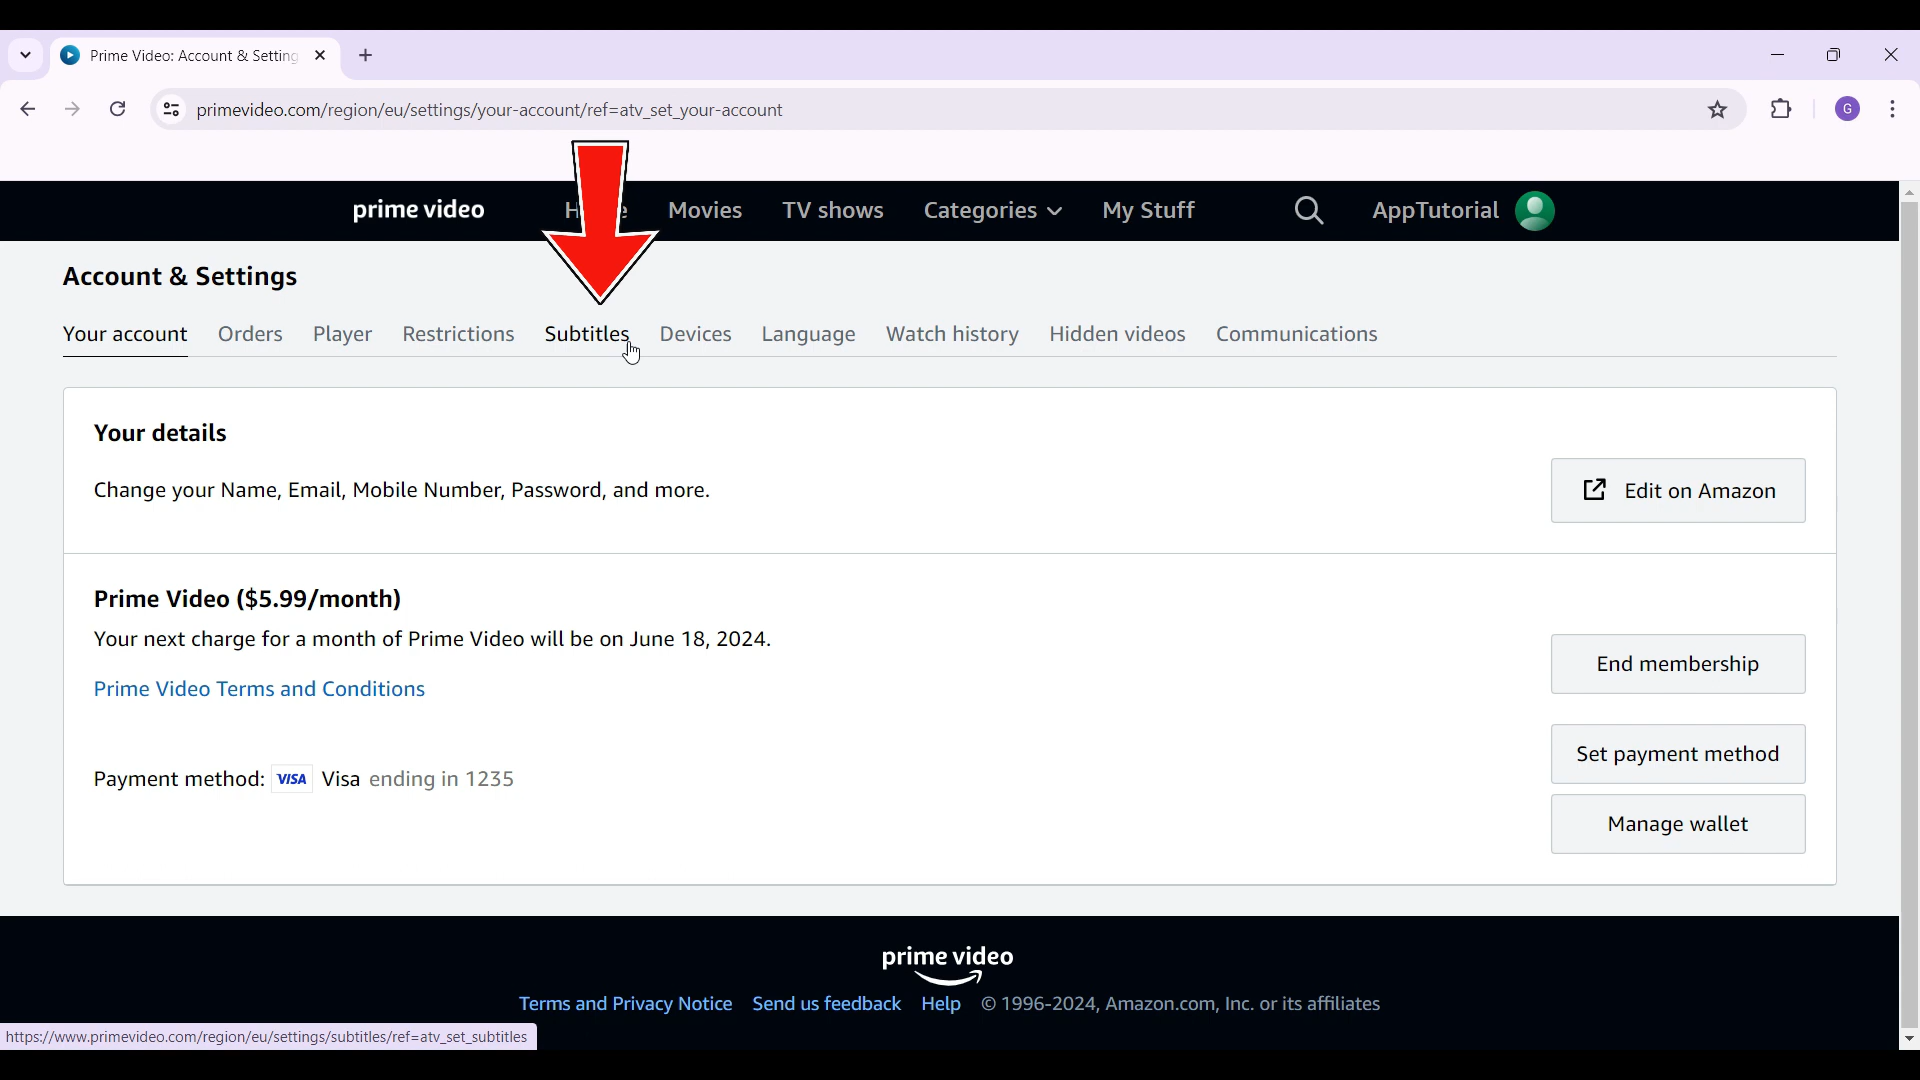 Prime Video: Account & Setting
primevideo.com/region/eu/settings/your-account/ref=atv_set_your-account
G
prime video Movies TV shows Categories My Stuff AppTutorial
Account & Settings
Your account Orders Player Restrictions Subtitles Devices Language Watch history Hidden videos Communications
Your details
Change your Name, Email, Mobile Number, Password, and more.
Edit on Amazon
Prime Video ($5.99/month)
Your next charge for a month of Prime Video will be on June 18, 2024.
End membership
Prime Video Terms and Conditions
Set payment method
Payment method: VISA Visa ending in 1235
Manage wallet
prime video
Terms and Privacy Notice Send us feedback Help © 1996-2024, Amazon.com, Inc. or its affiliates
https://www.primevideo.com/region/eu/settings/subtitles/ref=atv_set_subtitles